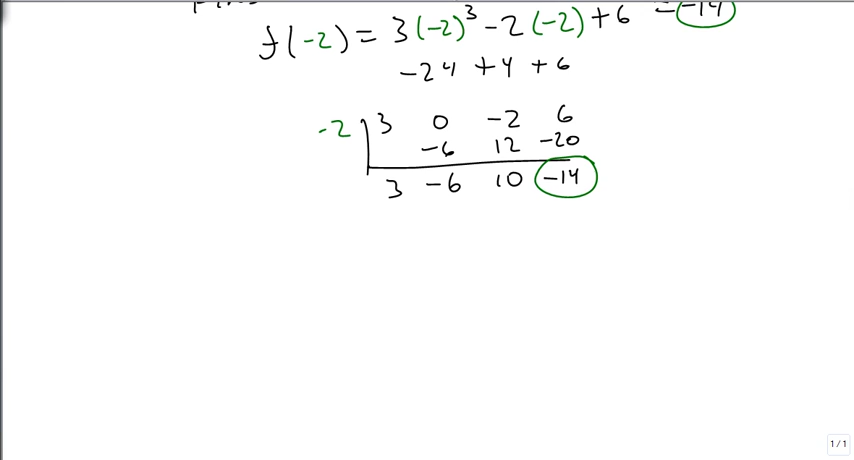 f(-2) = 3(-2)³ - 2(-2) + 6 = -14
-24 + 4 + 6
-2 | 3 0 -2 6
-6 12 -20
3 -6 10 -14
1 / 1